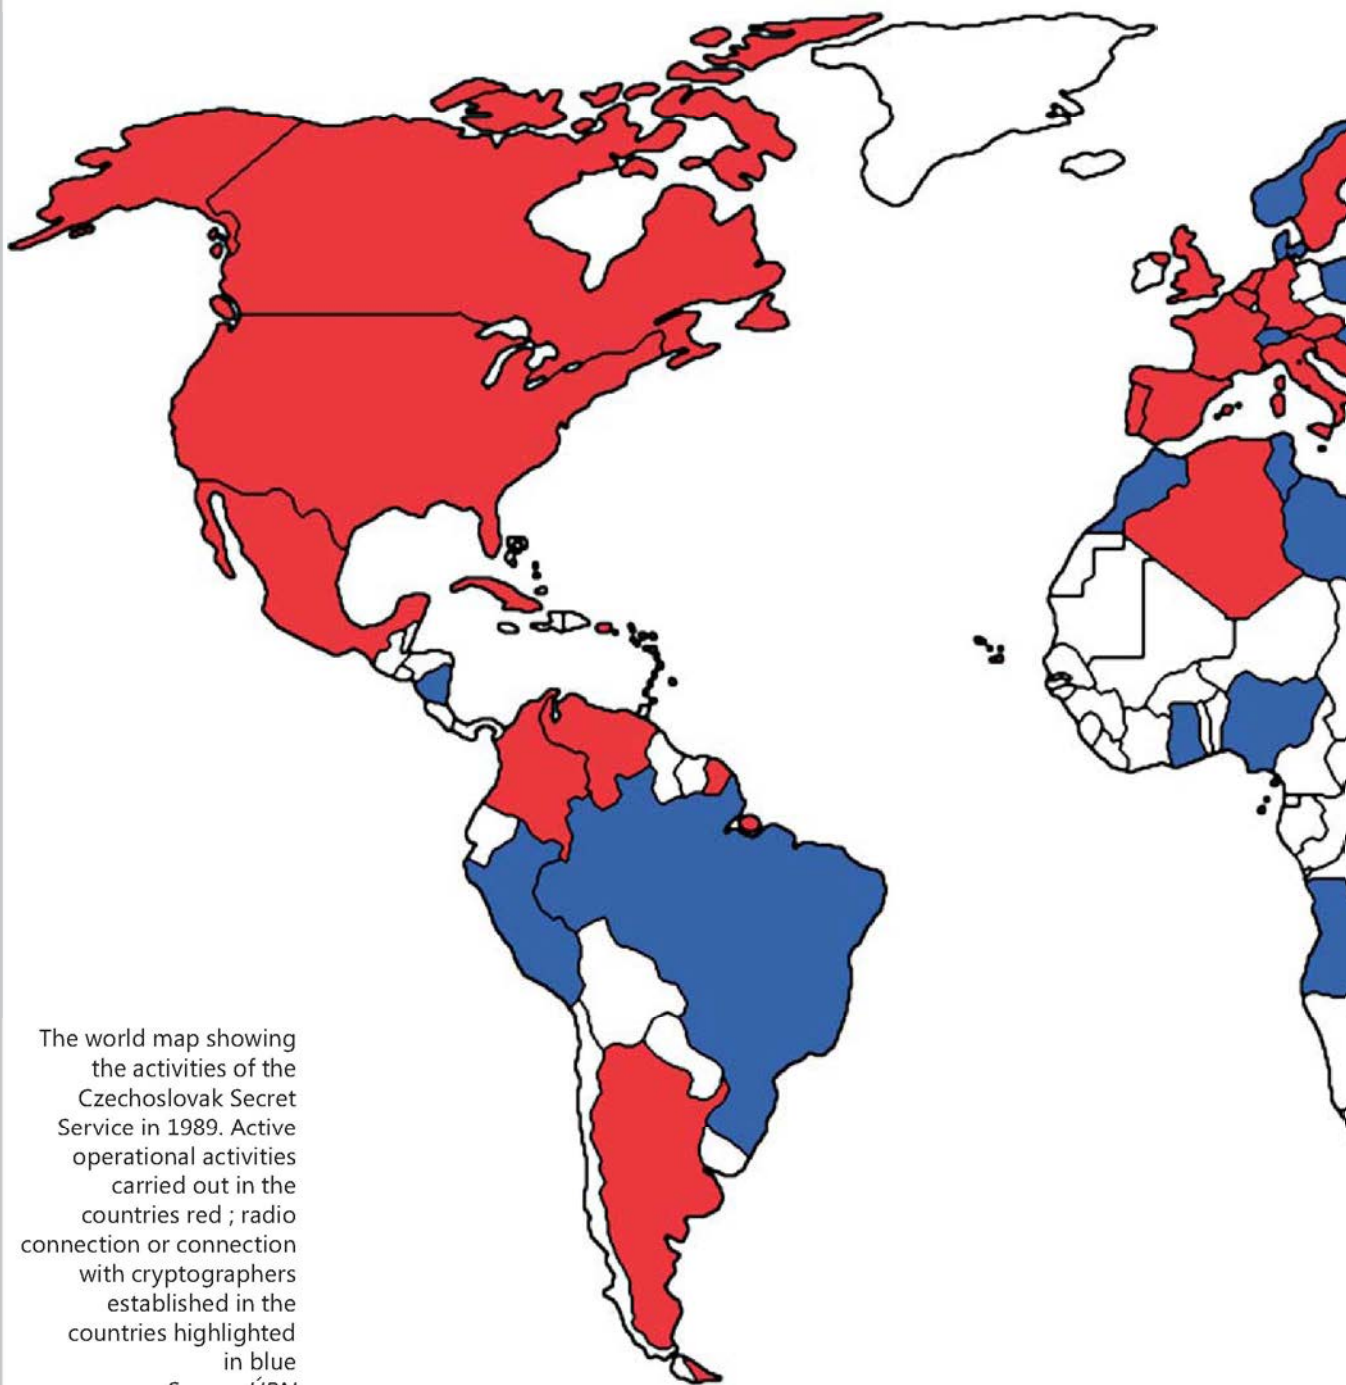 The world map showing
the activities of the
Czechoslovak Secret
Service in 1989. Active
operational activities
carried out in the
countries red ; radio
connection or connection
with cryptographers
established in the
countries highlighted
in blue